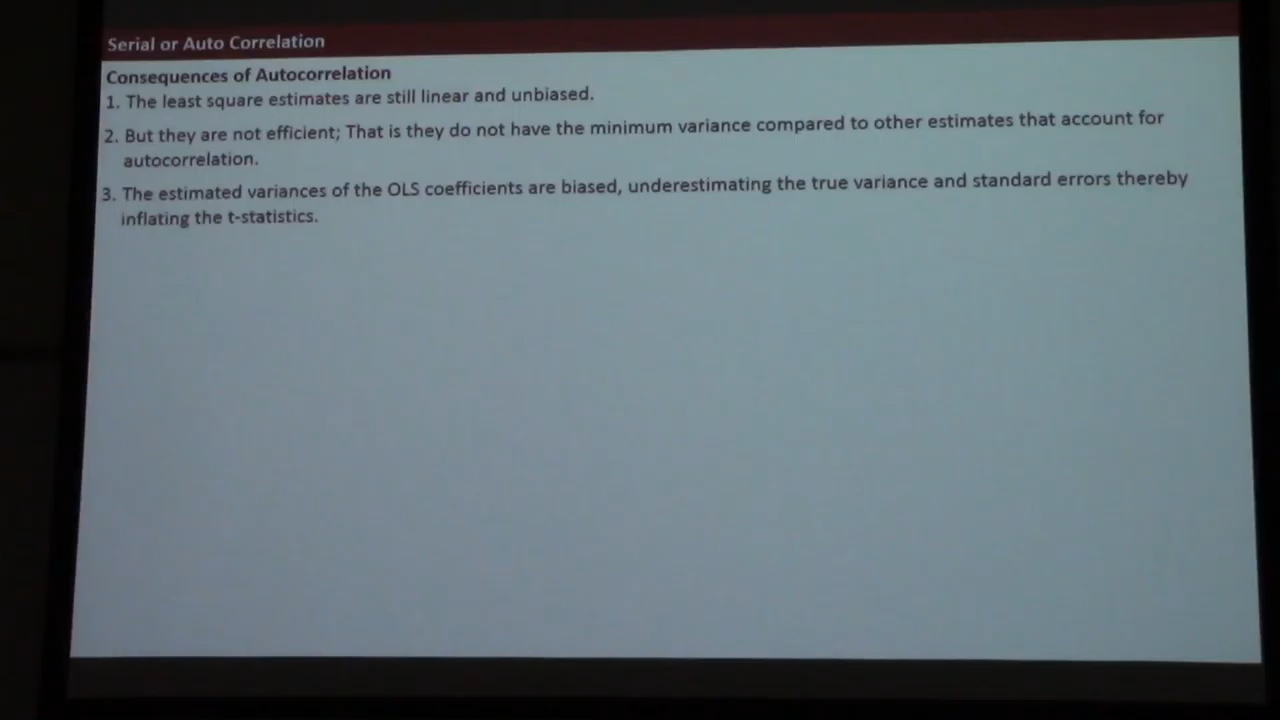 Serial or Auto Correlation
Consequences of Autocorrelation
1. The least square estimates are still linear and unbiased.
2. But they are not efficient; That is they do not have the minimum variance compared to other estimates that account for
autocorrelation.
3. The estimated variances of the OLS coefficients are biased, underestimating the true variance and standard errors thereby
inflating the t-statistics.